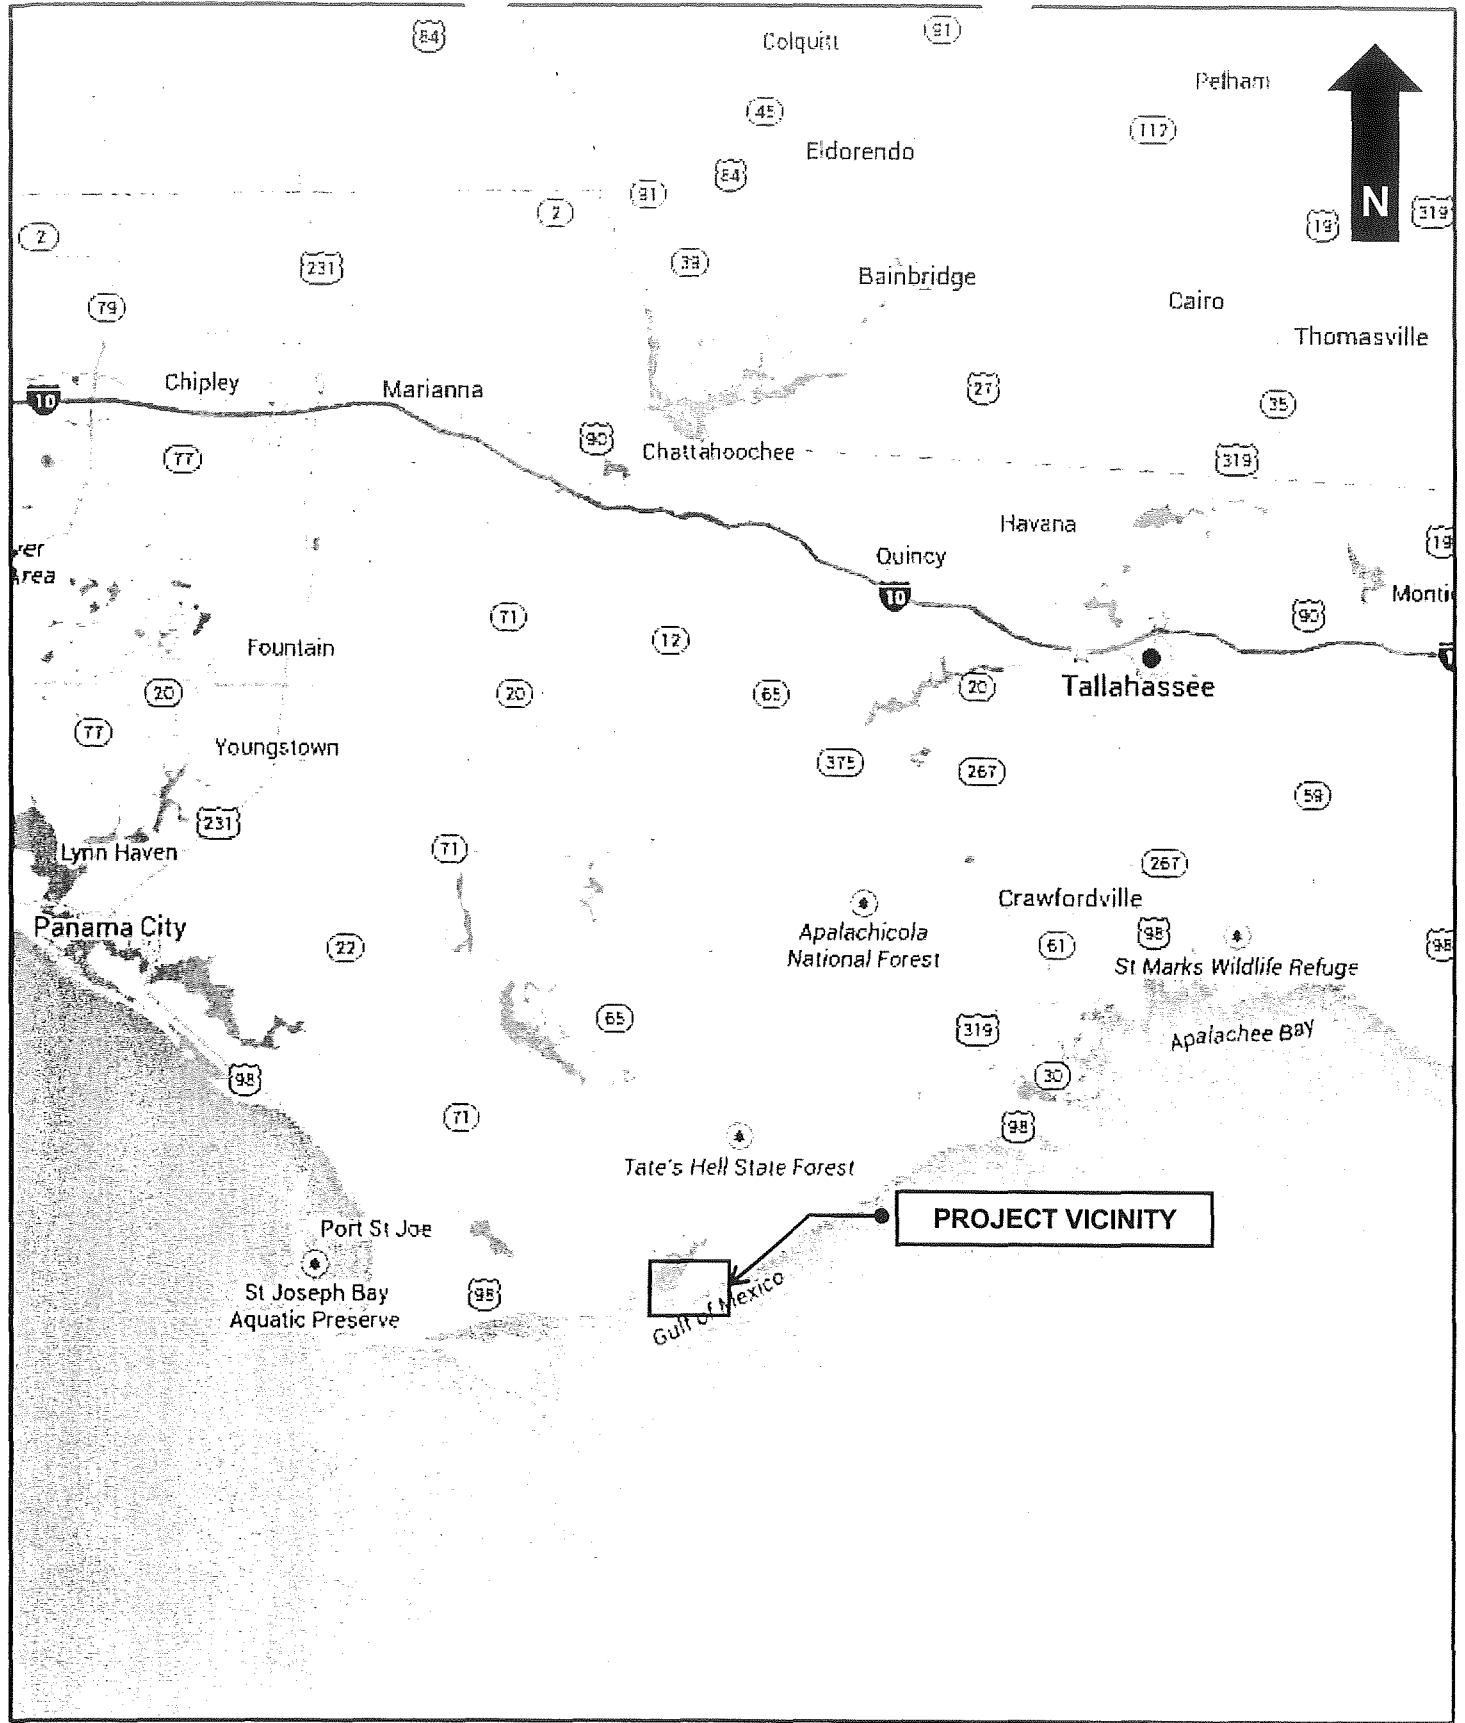 84
Colquitt
91
Pelham
45
112
Eldorendo
84
91
2
N
19
319
2
231
39
Bainbridge
79
Cairo
Thomasville
Chipley
Marianna
10
27
35
90
77
Chattahoochee
319
Havana
19
ver
Area
Quincy
10
Monti
71
12
90
Fountain
20
20
65
20
Tallahassee
77
Youngstown
375
267
59
231
Lynn Haven
71
267
Crawfordville
Panama City
22
Apalachicola
National Forest
61
98
98
St Marks Wildlife Refuge
65
319
Apalachee Bay
98
30
71
98
Tate's Hell State Forest
PROJECT VICINITY
Port St Joe
St Joseph Bay
Aquatic Preserve
98
Gulf of Mexico